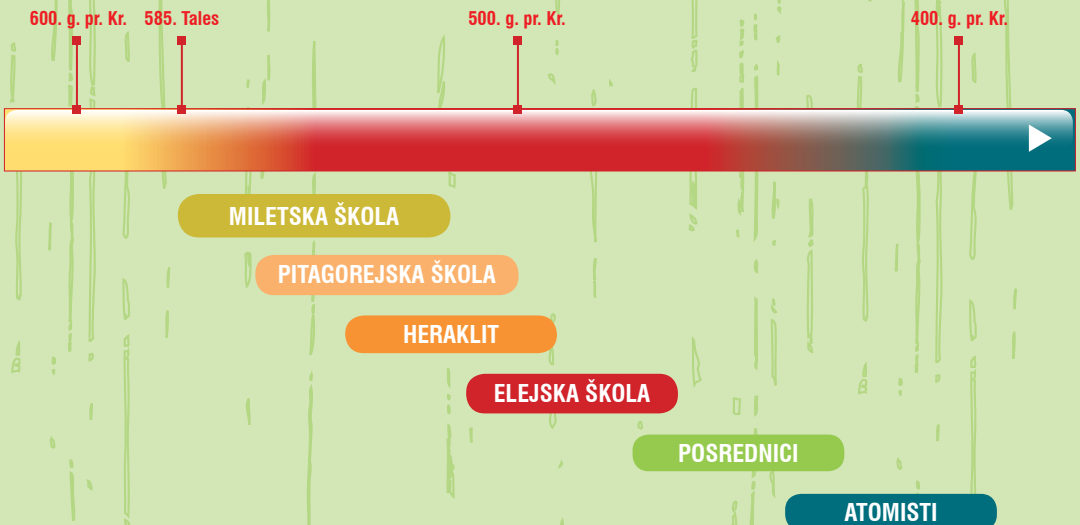 600. g. pr. Kr. 585. Tales 500. g. pr. Kr. 400. g. pr. Kr.
MILETSKA ŠKOLA
PITAGOREJSKA ŠKOLA
HERAKLIT
ELEJSKA ŠKOLA
POSREDNICI
ATOMISTI